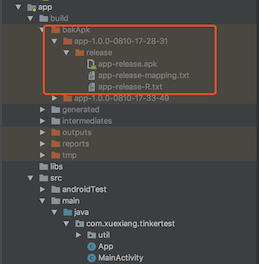 app
build
bakApk
app-1.0.0-0810-17-28-31
release
app-release.apk
app-release-mapping.txt
app-release-R.txt
app-1.0.0-0810-17-33-49
generated
intermediates
outputs
reports
tmp
libs
src
androidTest
main
java
com.xuexiang.tinkertest
util
App
MainActivity